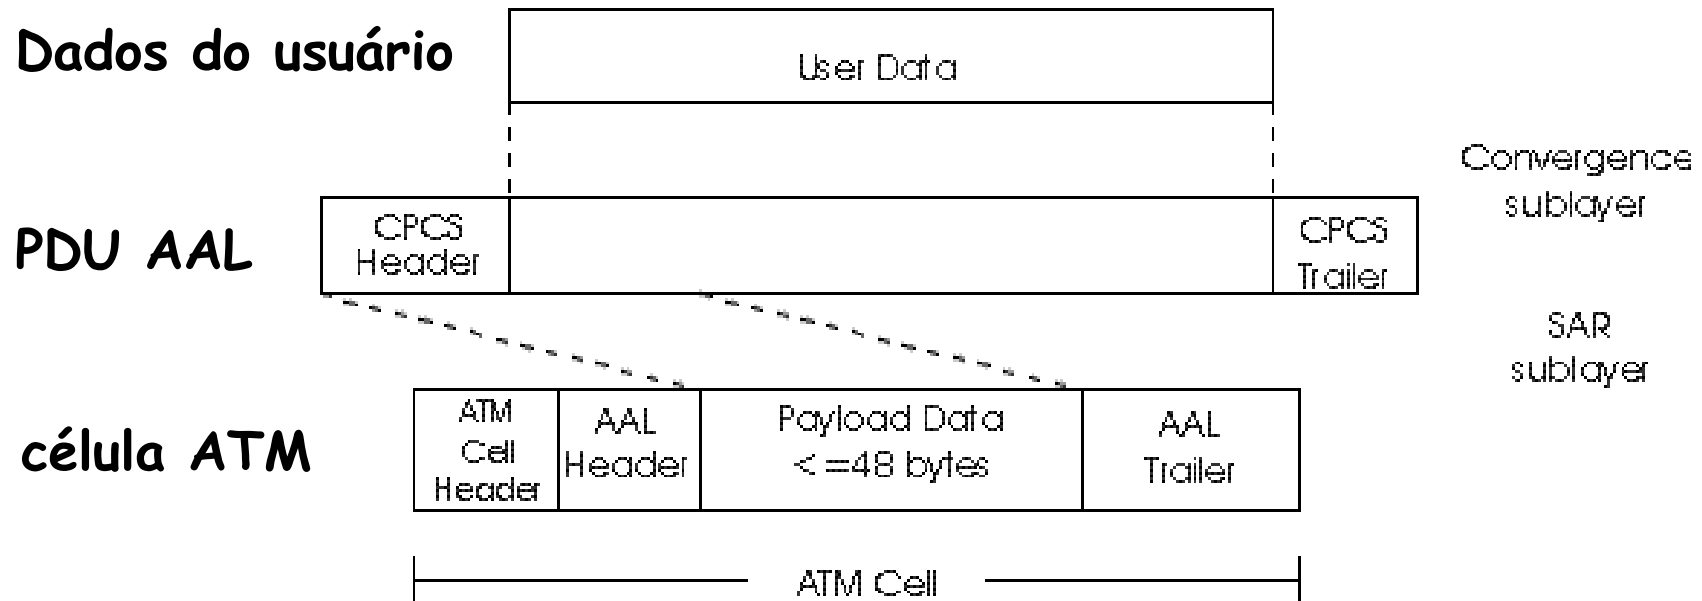 Dados do usuário
User Data
Convergence
sublayer
PDU AAL
CPCS
Header
CPCS
Trailer
SAR
sublayer
célula ATM
ATM
Cell
Header
AAL
Header
Payload Data
< =48 bytes
AAL
Trailer
ATM Cell